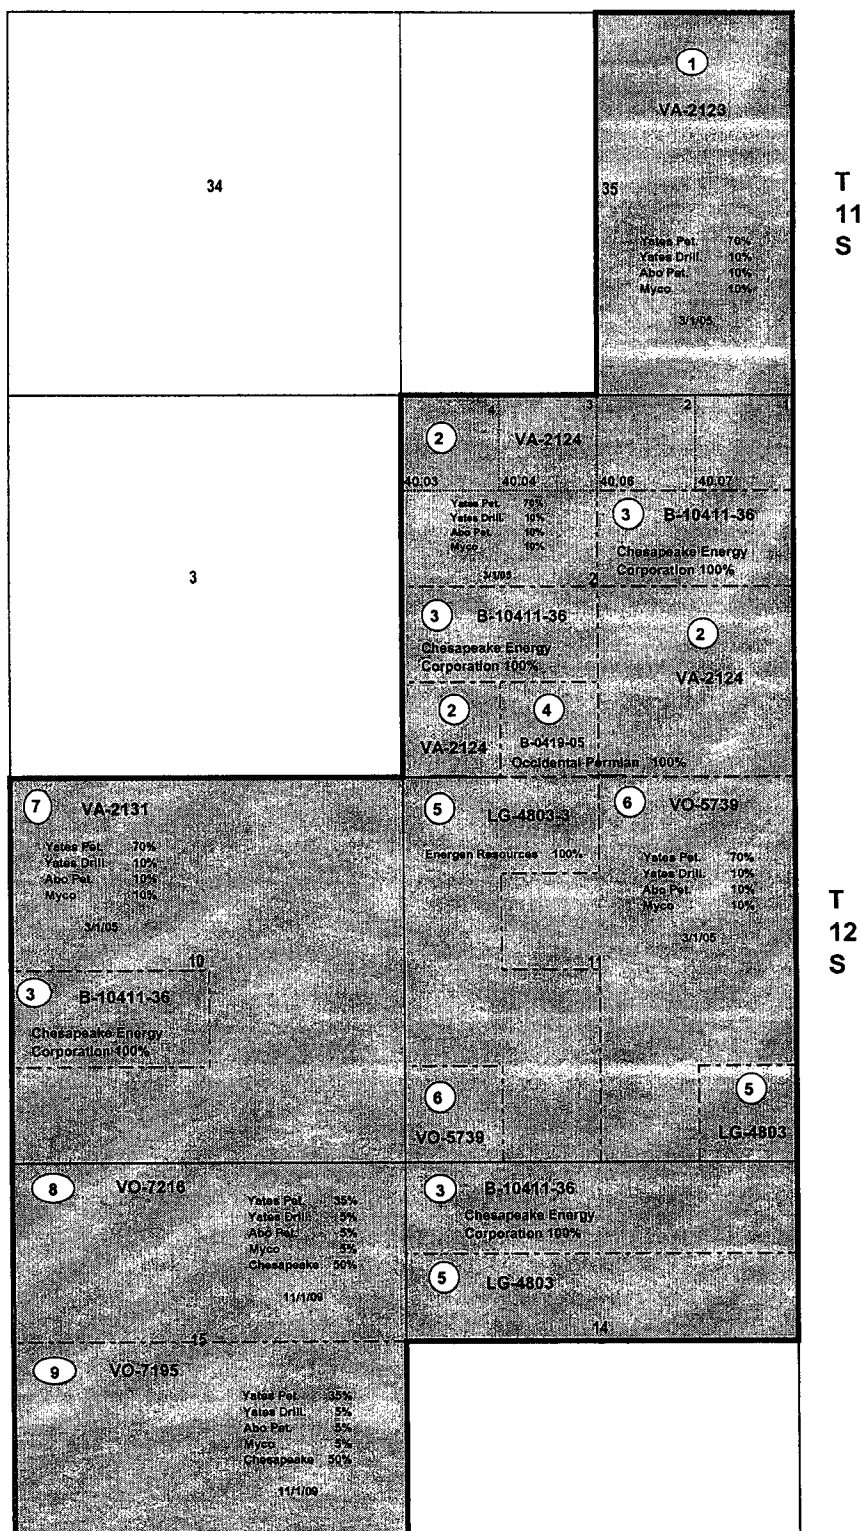 1
VA-2123
34
35
Yates Pet. 70%
Yates Drill. 10%
Abo Pet. 10%
Myco 10%
3/1/05
T
11
S
4
3
2
1
2
VA-2124
40.03
40.04
40.06
40.07
Yates Pet. 70%
Yates Drill. 10%
Abo Pet. 10%
Myco 10%
3/1/05
2
3
B-10411-36
Chesapeake Energy
Corporation 100%
3
3
B-10411-36
Chesapeake Energy
Corporation 100%
2
VA-2124
2
VA-2124
4
B-0419-05
Occidental Permian 100%
7
VA-2131
Yates Pet. 70%
Yates Drill. 10%
Abo Pet. 10%
Myco 10%
3/1/05
10
5
LG-4803-3
Energen Resources 100%
6
VO-5739
Yates Pet. 70%
Yates Drill. 10%
Abo Pet. 10%
Myco 10%
3/1/05
11
T
12
S
3
B-10411-36
Chesapeake Energy
Corporation 100%
6
VO-5739
5
LG-4803
8
VO-7216
Yates Pet. 35%
Yates Drill 5%
Abo Pet. 5%
Myco 5%
Chesapeake 50%
11/1/09
15
3
B-10411-36
Chesapeake Energy
Corporation 100%
5
LG-4803
14
9
VO-7195
Yates Pet. 35%
Yates Drill. 5%
Abo Pet. 5%
Myco 5%
Chesapeake 50%
11/1/09